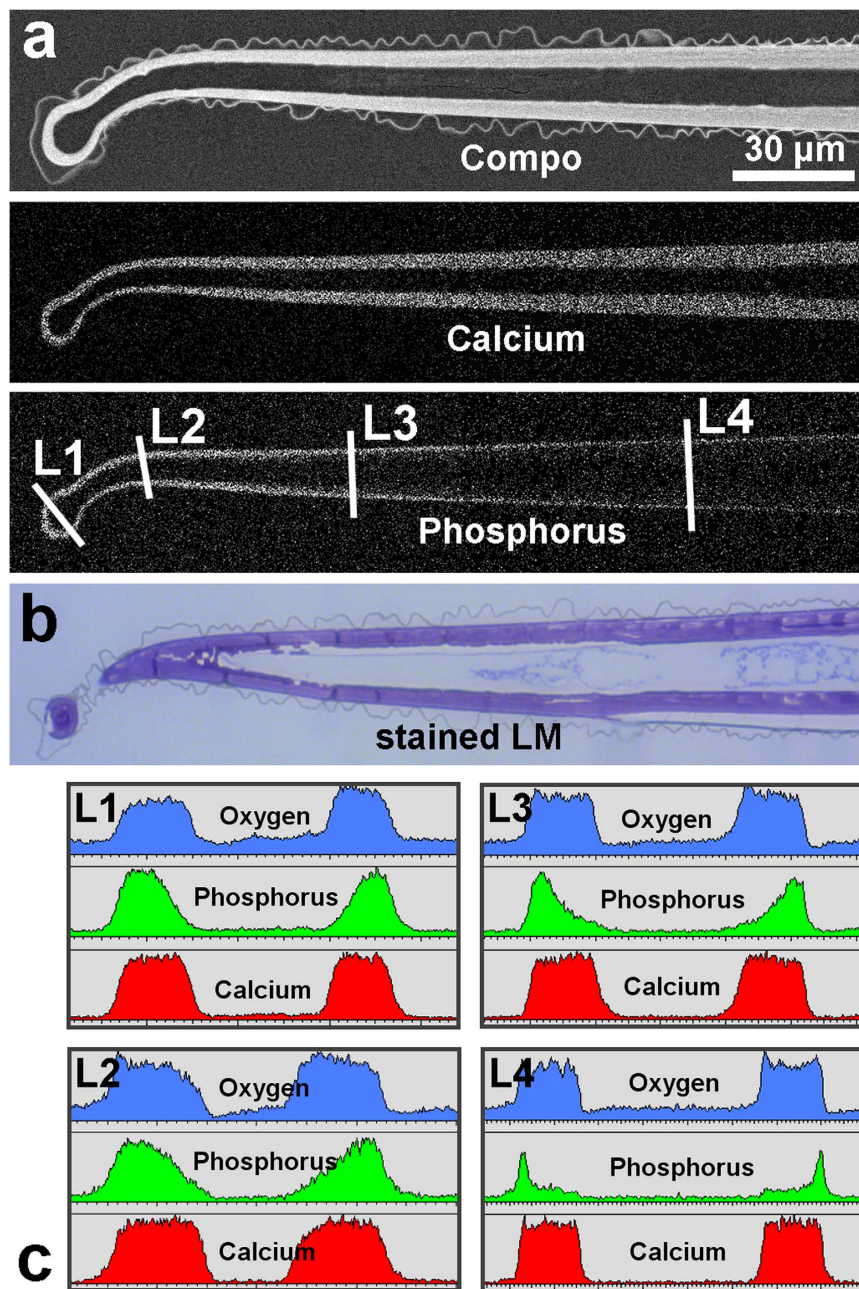 a
Compo
30 µm
Calcium
L1
L2
L3
L4
Phosphorus
b
stained LM
L1
Oxygen
Phosphorus
Calcium
L3
Oxygen
Phosphorus
Calcium
L2
Oxygen
Phosphorus
Calcium
L4
Oxygen
Phosphorus
Calcium
c